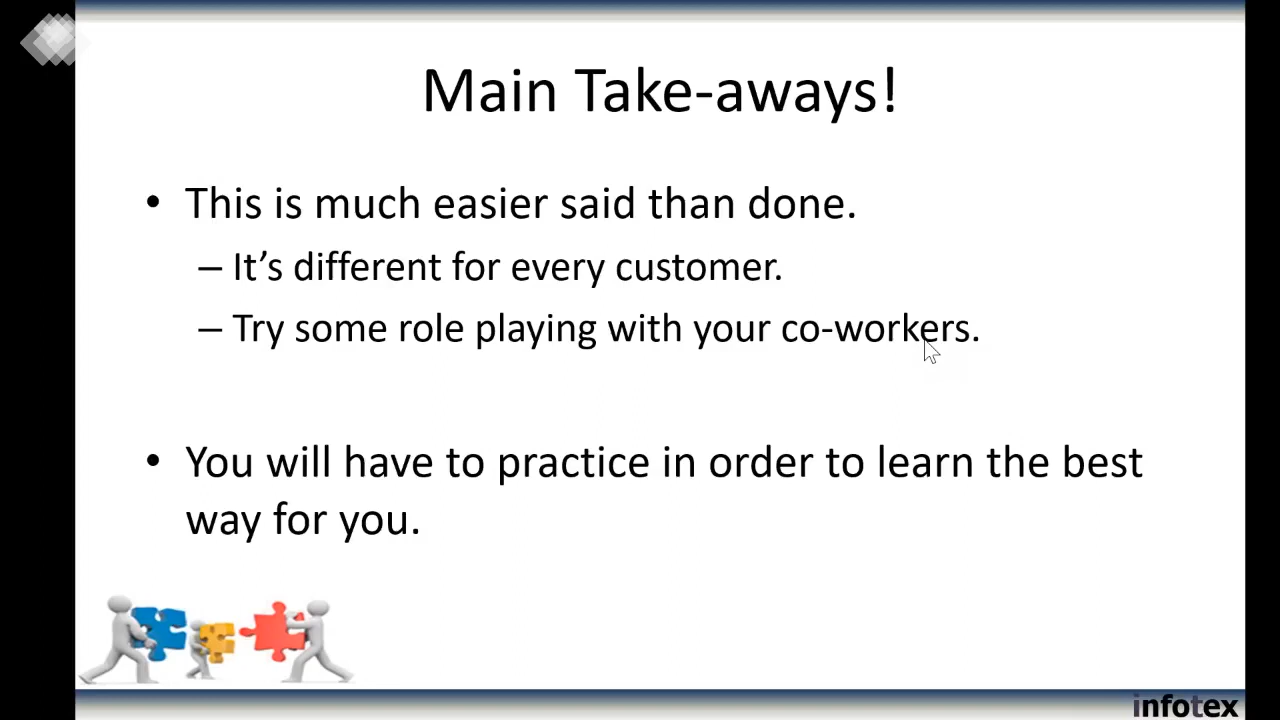 Main Take-aways!
• This is much easier said than done.
– It’s different for every customer.
– Try some role playing with your co-workers.
• You will have to practice in order to learn the best
way for you.
infotex